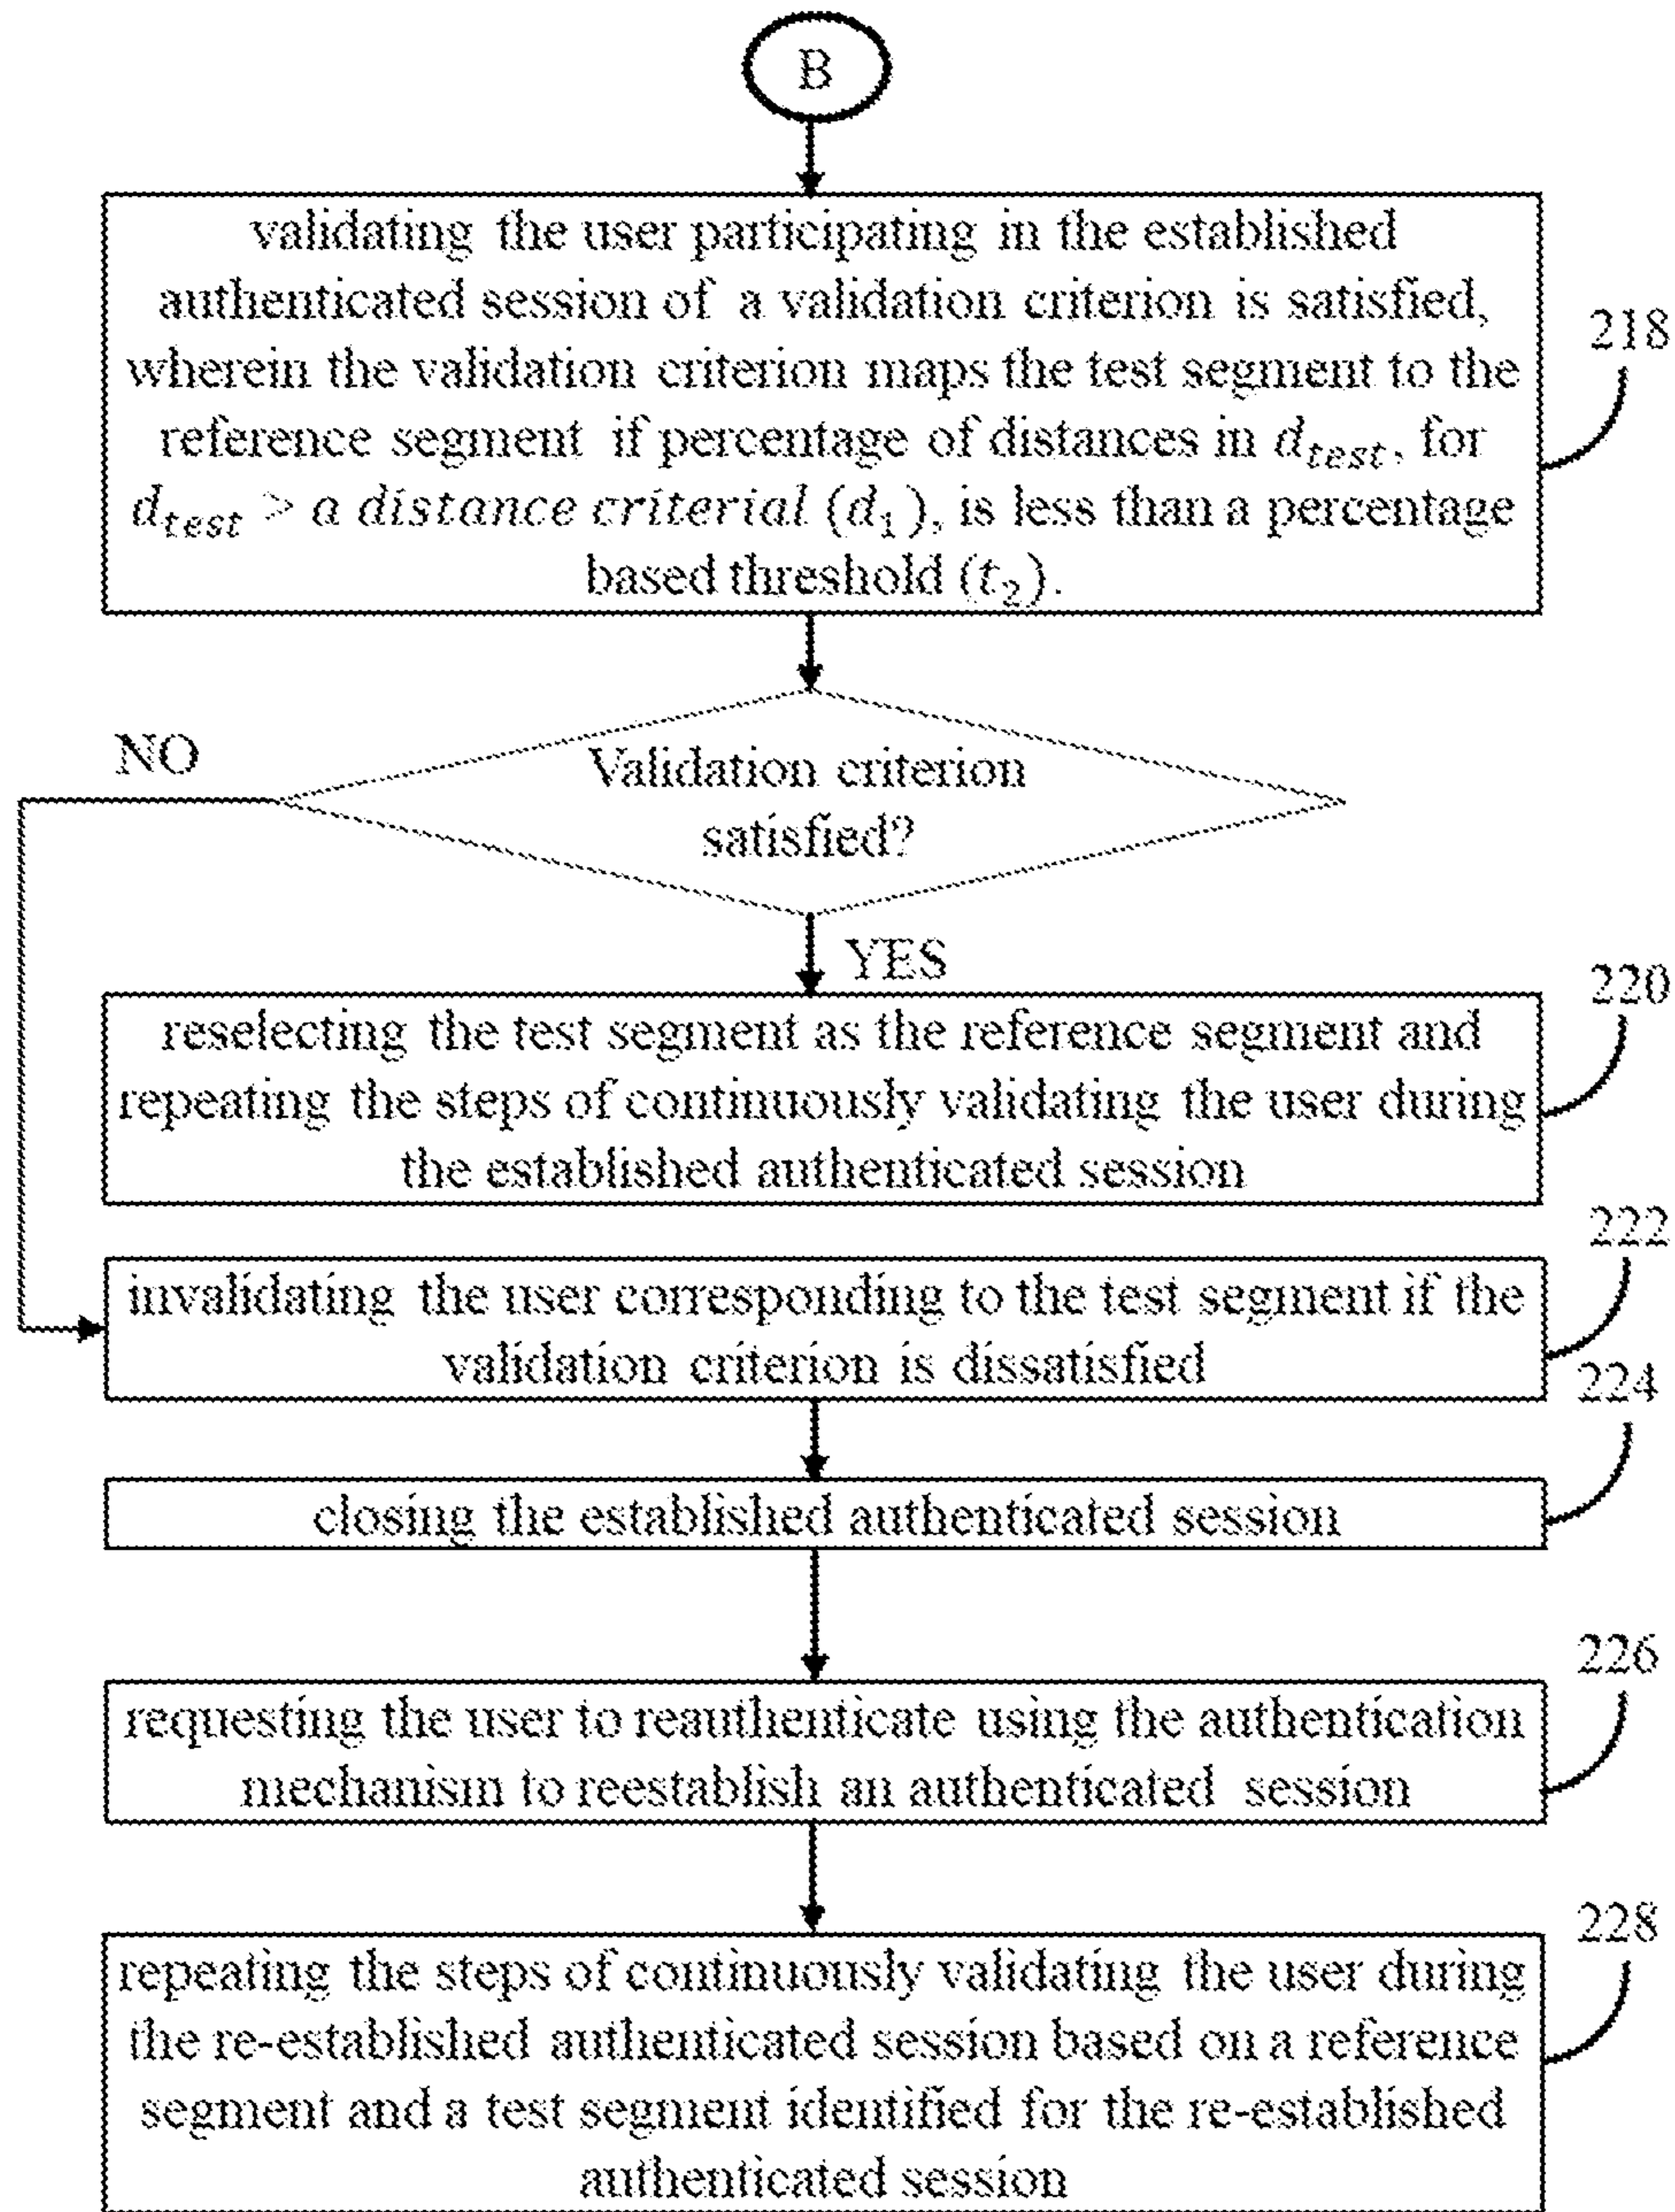 B
validating the user participating in the established
authenticated session of a validation criterion is satisfied,
wherein the validation criterion maps the test segment to the
reference segment if percentage of distances in d_test, for
d_test > a distance criterial (d_1), is less than a percentage
based threshold (t_2).
218
NO
Validation criterion
satisfied?
YES
220
reselecting the test segment as the reference segment and
repeating the steps of continuously validating the user during
the established authenticated session
222
invalidating the user corresponding to the test segment if the
validation criterion is dissatisfied
224
closing the established authenticated session
226
requesting the user to reauthenticate using the authentication
mechanism to reestablish an authenticated session
228
repeating the steps of continuously validating the user during
the re-established authenticated session based on a reference
segment and a test segment identified for the re-established
authenticated session